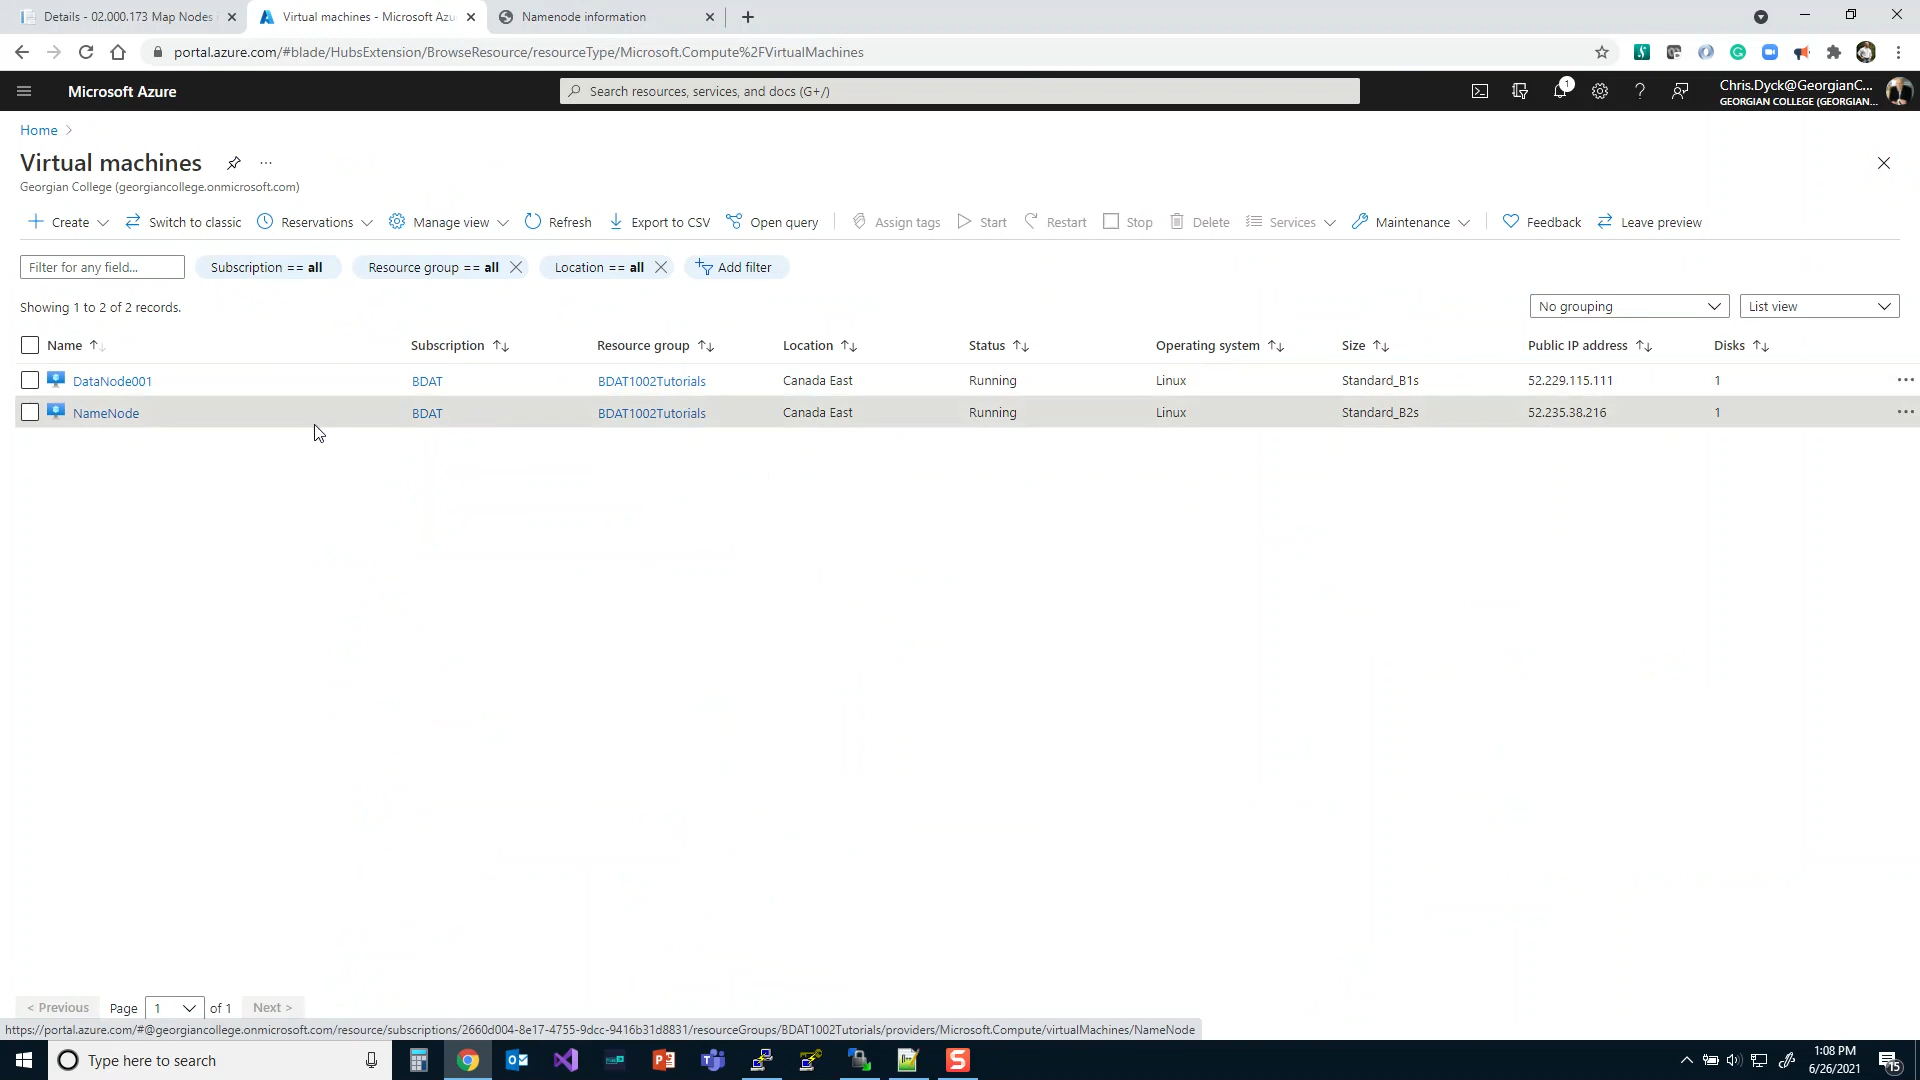 Details - 02.000.173 Map Nodes
Virtual machines - Microsoft Azu
Namenode information
portal.azure.com/#blade/HubsExtension/BrowseResource/resourceType/Microsoft.Compute%2FVirtualMachines
Microsoft Azure
Search resources, services, and docs (G+/)
1
Chris.Dyck@GeorgianC...
GEORGIAN COLLEGE (GEORGIAN...
Home
Virtual machines
Georgian College (georgiancollege.onmicrosoft.com)
Create
Switch to classic
Reservations
Manage view
Refresh
Export to CSV
Open query
Assign tags
Start
Restart
Stop
Delete
Services
Maintenance
Feedback
Leave preview
Filter for any field...
Subscription == all
Resource group == all
Location == all
Add filter
Showing 1 to 2 of 2 records.
No grouping
List view
Name Subscription Resource group Location Status Operating system Size Public IP address Disks
DataNode001 BDAT BDAT1002Tutorials Canada East Running Linux Standard_B1s 52.229.115.111 1
NameNode BDAT BDAT1002Tutorials Canada East Running Linux Standard_B2s 52.235.38.216 1
< Previous Page 1 of 1 Next >
https://portal.azure.com/#@georgiancollege.onmicrosoft.com/resource/subscriptions/2660d004-8e17-4755-9dcc-9416b31d8831/resourceGroups/BDAT1002Tutorials/providers/Microsoft.Compute/virtualMachines/NameNode
Type here to search
1:08 PM
6/26/2021
15